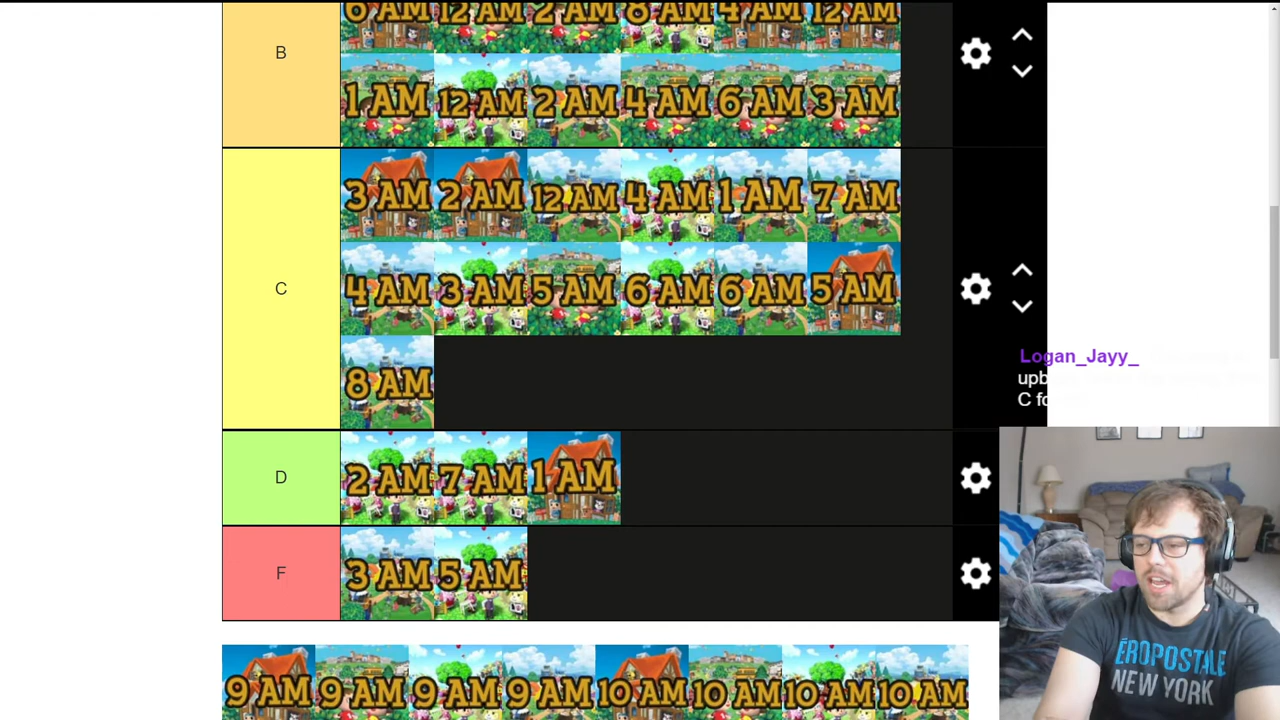 B
6 AM 12 AM 2 AM 8 AM 4 AM 12 AM
1 AM 12 AM 2 AM 4 AM 6 AM 3 AM
C
3 AM 2 AM 12 AM 4 AM 1 AM 7 AM
4 AM 3 AM 5 AM 6 AM 6 AM 5 AM
8 AM
Logan_Jayy_
C
D
2 AM 7 AM 1 AM
F
3 AM 5 AM
9 AM 9 AM 9 AM 9 AM 10 AM 10 AM 10 AM 10 AM
ÉROPOSTALE
NEW YORK